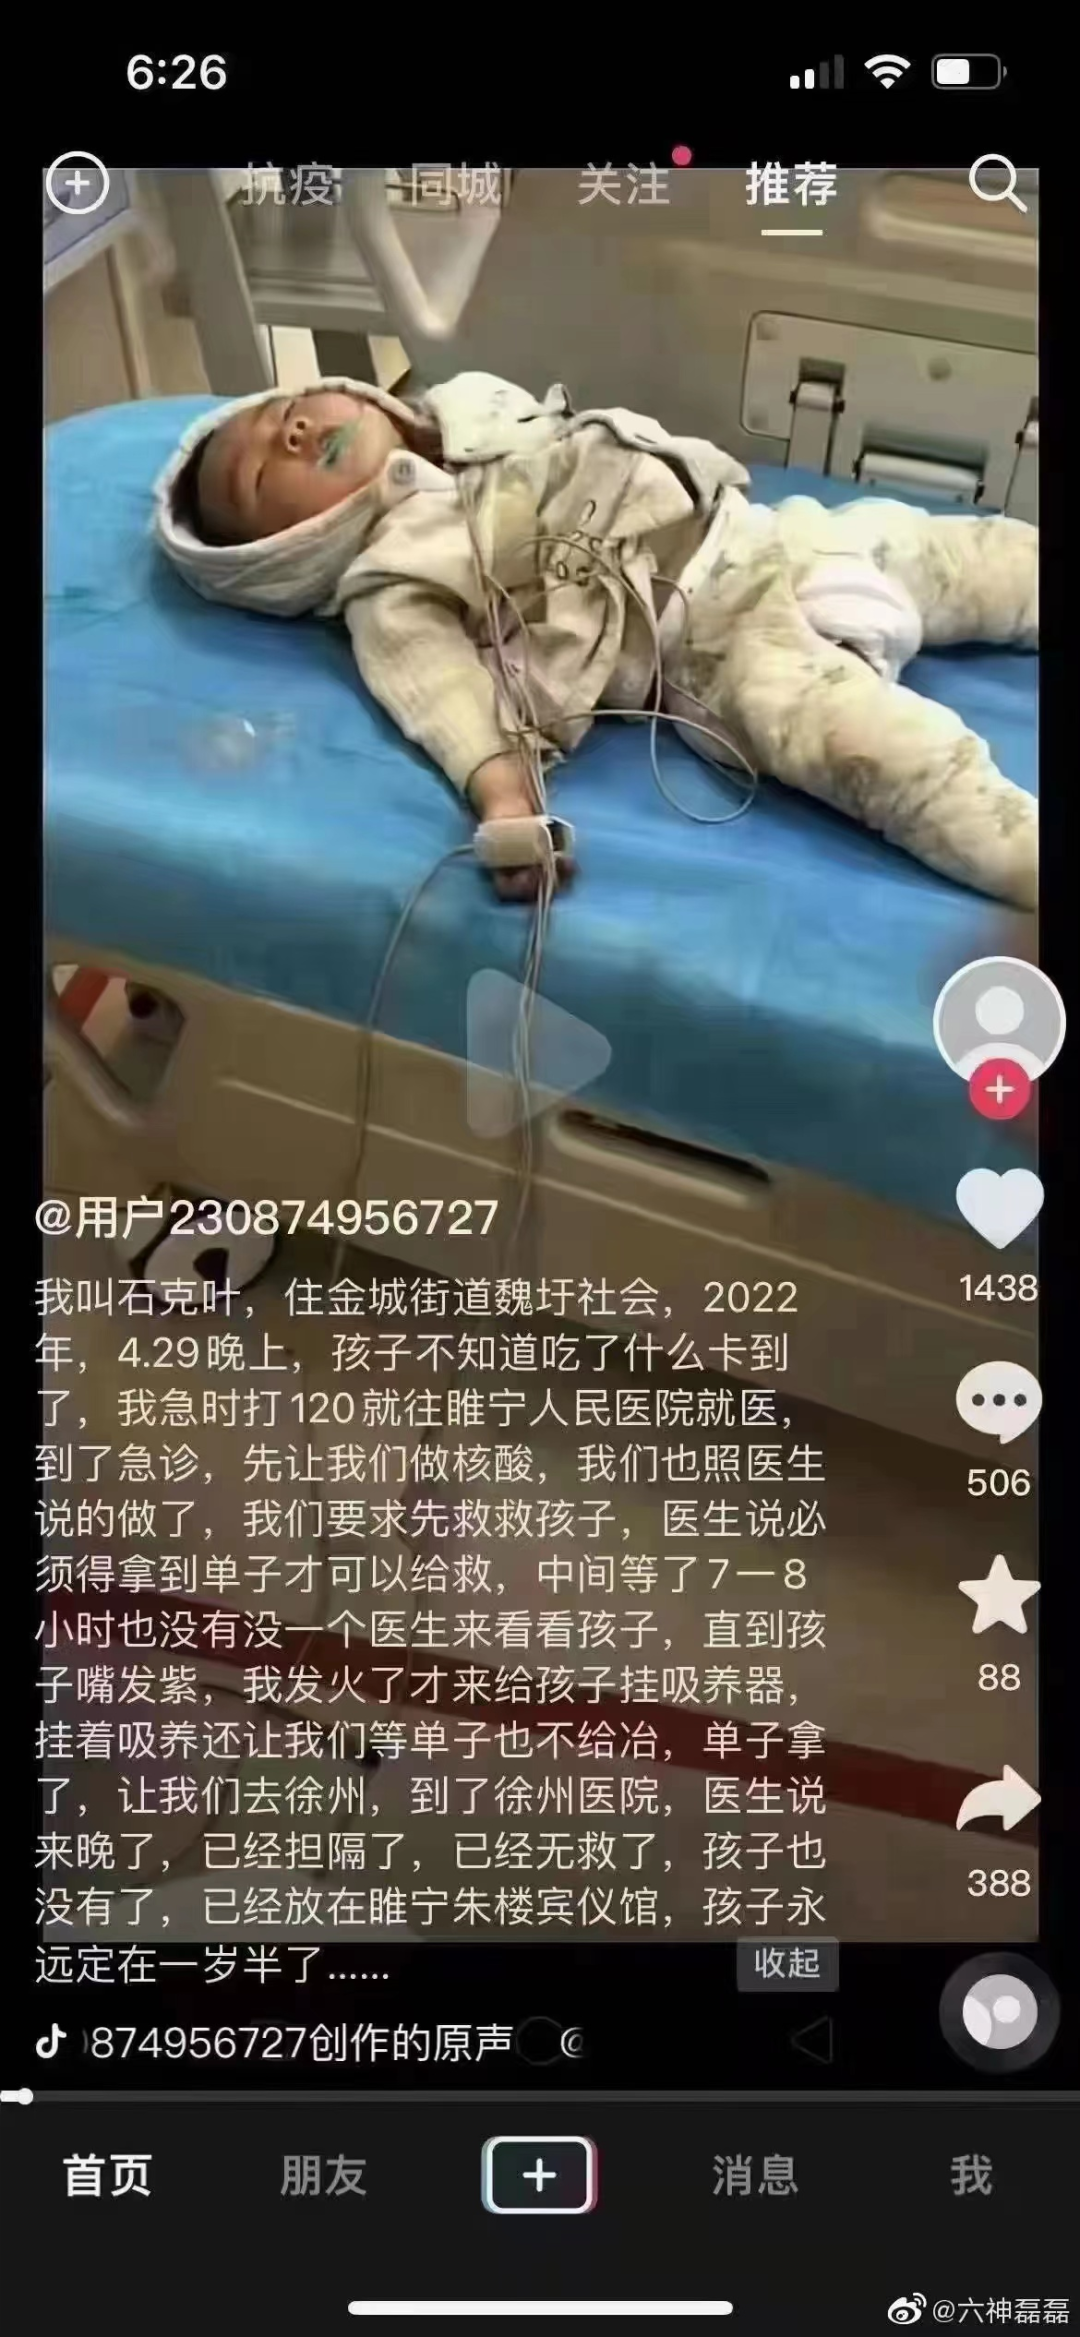 6:26
抗疫 同城 关注 推荐
@用户230874956727
我叫石克叶，住金城街道魏圩社会，2022
年，4.29晚上，孩子不知道吃了什么卡到
了，我急时打120就往睢宁人民医院就医，
到了急诊，先让我们做核酸，我们也照医生
说的做了，我们要求先救救孩子，医生说必
须得拿到单子才可以给救，中间等了7一8
小时也没有没一个医生来看看孩子，直到孩
子嘴发紫，我发火了才来给孩子挂吸养器，
挂着吸养还让我们等单子也不给冶，单子拿
了，让我们去徐州，到了徐州医院，医生说
来晚了，已经担隔了，已经无救了，孩子也
没有了，已经放在睢宁朱楼宾仪馆，孩子永
远定在一岁半了......
收起
1438
506
88
388
874956727创作的原声 @
首页 朋友 消息 我
@六神磊磊